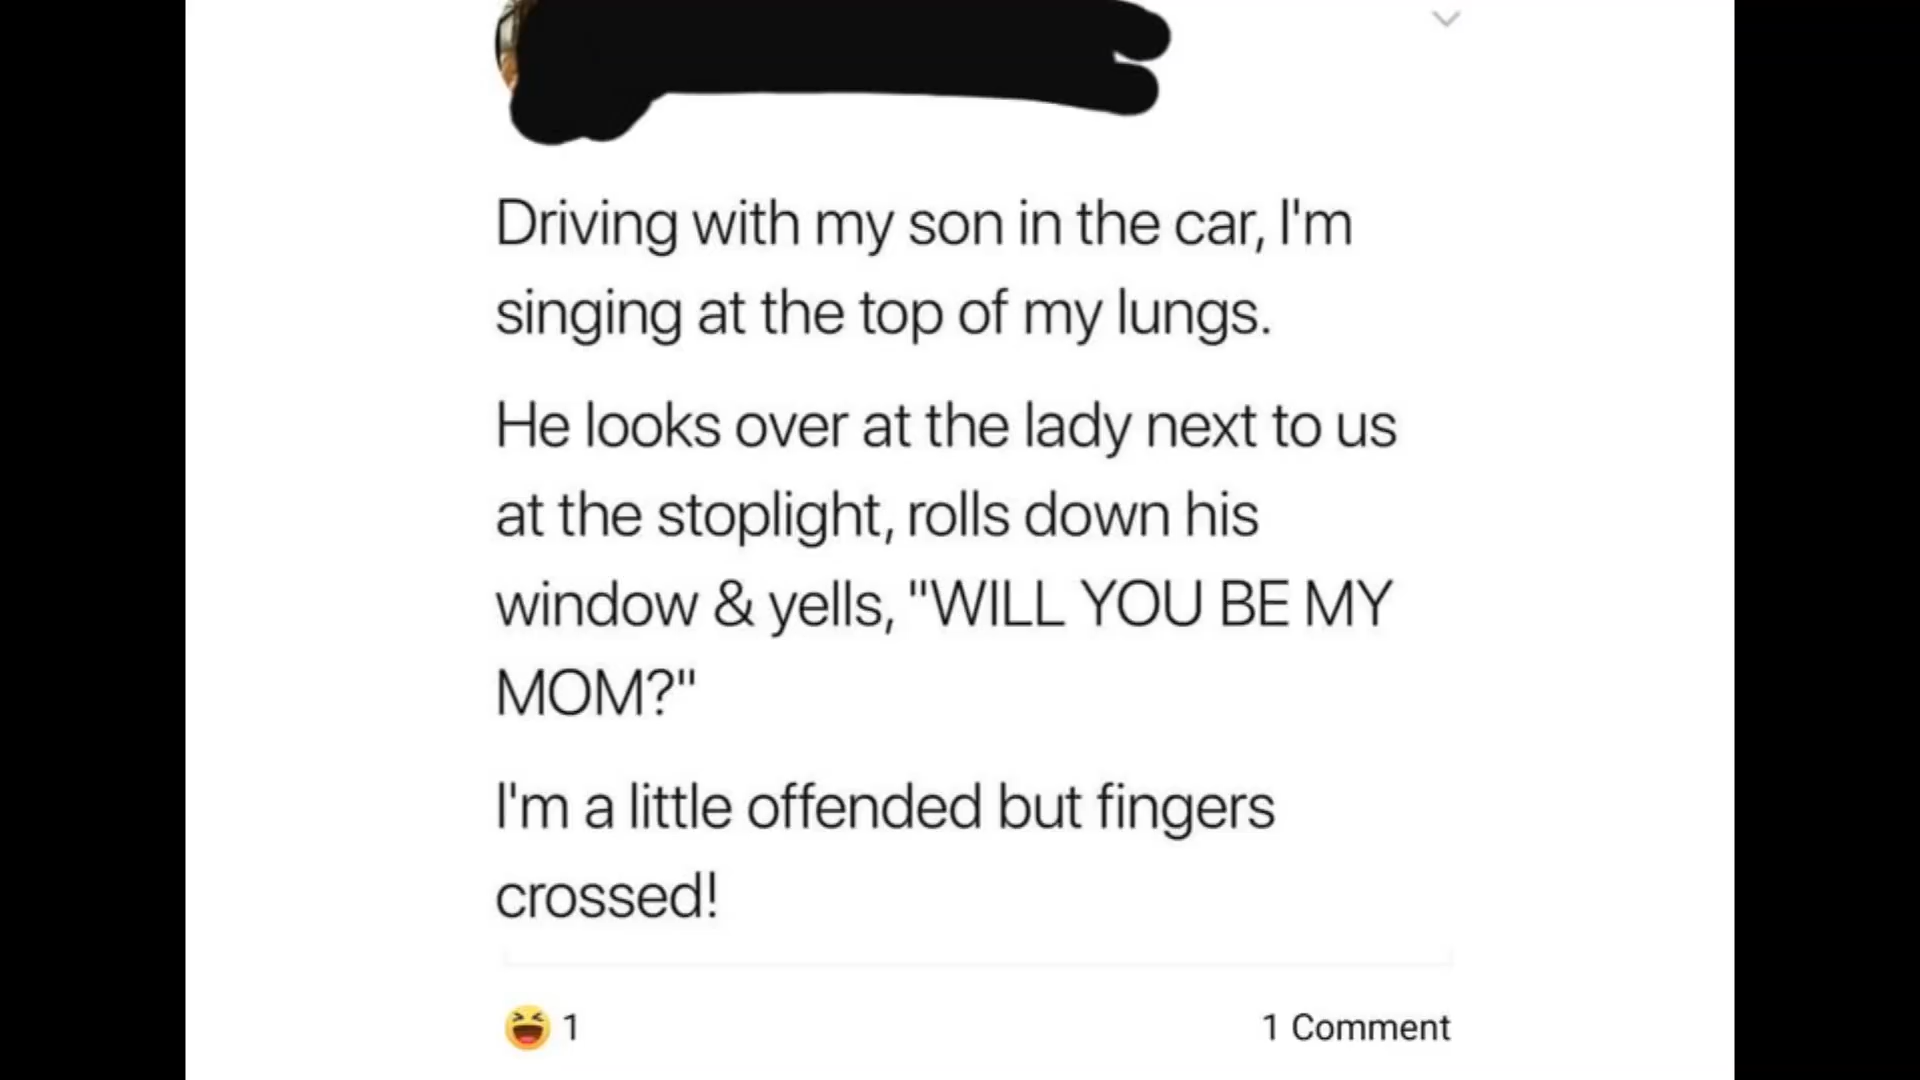 Driving with my son in the car, I'm
singing at the top of my lungs.
He looks over at the lady next to us
at the stoplight, rolls down his
window & yells, "WILL YOU BE MY
MOM?"
I'm a little offended but fingers
crossed!
1
1 Comment